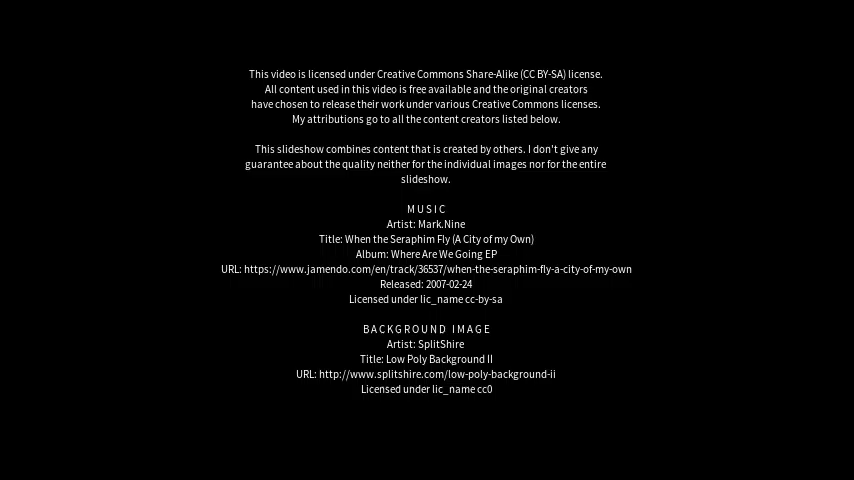 This video is licensed under Creative Commons Share-Alike (CC BY-SA) license.
All content used in this video is free available and the original creators
have chosen to release their work under various Creative Commons licenses.
My attributions go to all the content creators listed below.
This slideshow combines content that is created by others. I don't give any
guarantee about the quality neither for the individual images nor for the entire
slideshow.
MUSIC
Artist: Mark.Nine
Title: When the Seraphim Fly (A City of my Own)
Album: Where Are We Going EP
URL: https://www.jamendo.com/en/track/36537/when-the-seraphim-fly-a-city-of-my-own
Released: 2007-02-24
Licensed under lic_name cc-by-sa
BACKGROUND IMAGE
Artist: SplitShire
Title: Low Poly Background II
URL: http://www.splitshire.com/low-poly-background-ii
Licensed under lic_name cc0